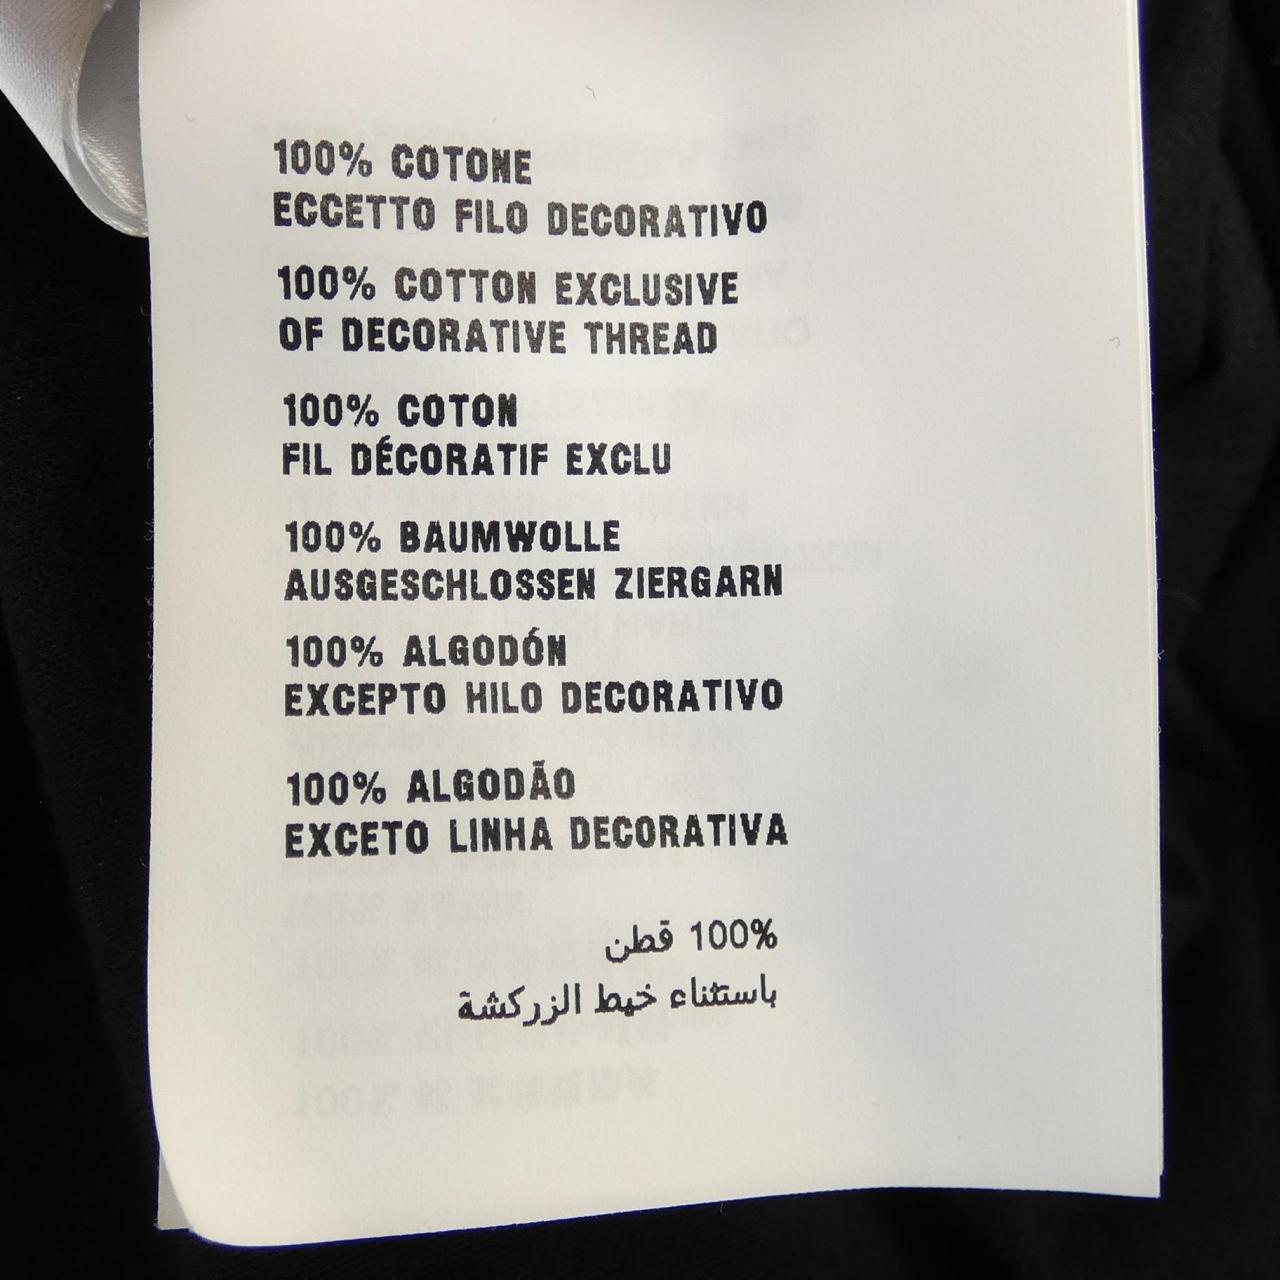 100% COTONE
ECCETTO FILO DECORATIVO
100% COTTON EXCLUSIVE
OF DECORATIVE THREAD
100% COTON
FIL DÉCORATIF EXCLU
100% BAUMWOLLE
AUSGESCHLOSSEN ZIERGARN
100% ALGODÓN
EXCEPTO HILO DECORATIVO
100% ALGODÃO
EXCETO LINHA DECORATIVA
100% قطن
باستثناء خيط الزركشة